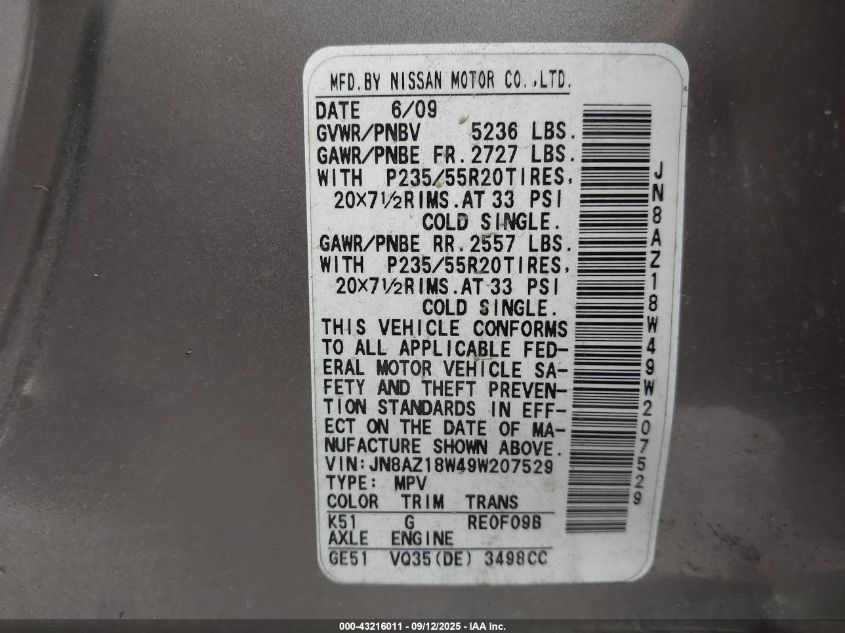 MFD.BY NISSAN MOTOR CO.,LTD.
DATE 6/09
GVWR/PNBV 5236 LBS.
GAWR/PNBE FR. 2727 LBS.
WITH P235/55R20TIRES,
20×7½RIMS.AT 33 PSI
COLD SINGLE.
GAWR/PNBE RR. 2557 LBS.
WITH P235/55R20TIRES,
20×7½RIMS.AT 33 PSI
COLD SINGLE.
THIS VEHICLE CONFORMS
TO ALL APPLICABLE FED-
ERAL MOTOR VEHICLE SA-
FETY AND THEFT PREVEN-
TION STANDARDS IN EFF-
ECT ON THE DATE OF MA-
NUFACTURE SHOWN ABOVE.
VIN:JN8AZ18W49W207529
TYPE: MPV
COLOR TRIM TRANS
K51 G RE0F09B
AXLE ENGINE
GE51 VQ35(DE) 3498CC
JN8AZ18W49W207529
000-43216011 - 09/12/2025 - IAA Inc.